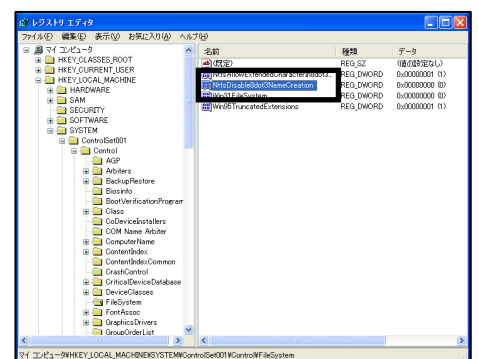 レジストリ エディタ
ファイル(F) 編集(E) 表示(V) お気に入り(A) ヘルプ(H)
マイ コンピュータ
HKEY_CLASSES_ROOT
HKEY_CURRENT_USER
HKEY_LOCAL_MACHINE
HARDWARE
SAM
SECURITY
SOFTWARE
SYSTEM
ControlSet001
Control
AGP
Arbiters
BackupRestore
Biosinfo
BootVerificationProgram
Class
CoDeviceInstallers
COM Name Arbiter
ComputerName
ContentIndex
ContentIndexCommon
CrashControl
CriticalDeviceDatabase
DeviceClasses
FileSystem
FontAssoc
GraphicsDrivers
GroupOrderList
名前 種類 データ
(既定) REG_SZ (値の設定なし)
NtfsAllowExtendedCharacterIn8dot3... REG_DWORD 0x00000001 (1)
NtfsDisable8dot3NameCreation REG_DWORD 0x00000000 (0)
Win31FileSystem REG_DWORD 0x00000000 (0)
Win95TruncatedExtensions REG_DWORD 0x00000001 (1)
マイ コンピュータ¥HKEY_LOCAL_MACHINE¥SYSTEM¥ControlSet001¥Control¥FileSystem